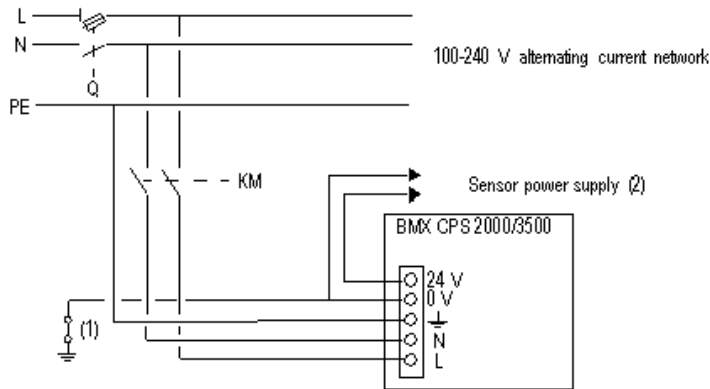 L
N
100-240 V alternating current network
Q
PE
KM
Sensor power supply (2)
BMX CPS 2000/3500
24 V
0 V
(1)
N
L